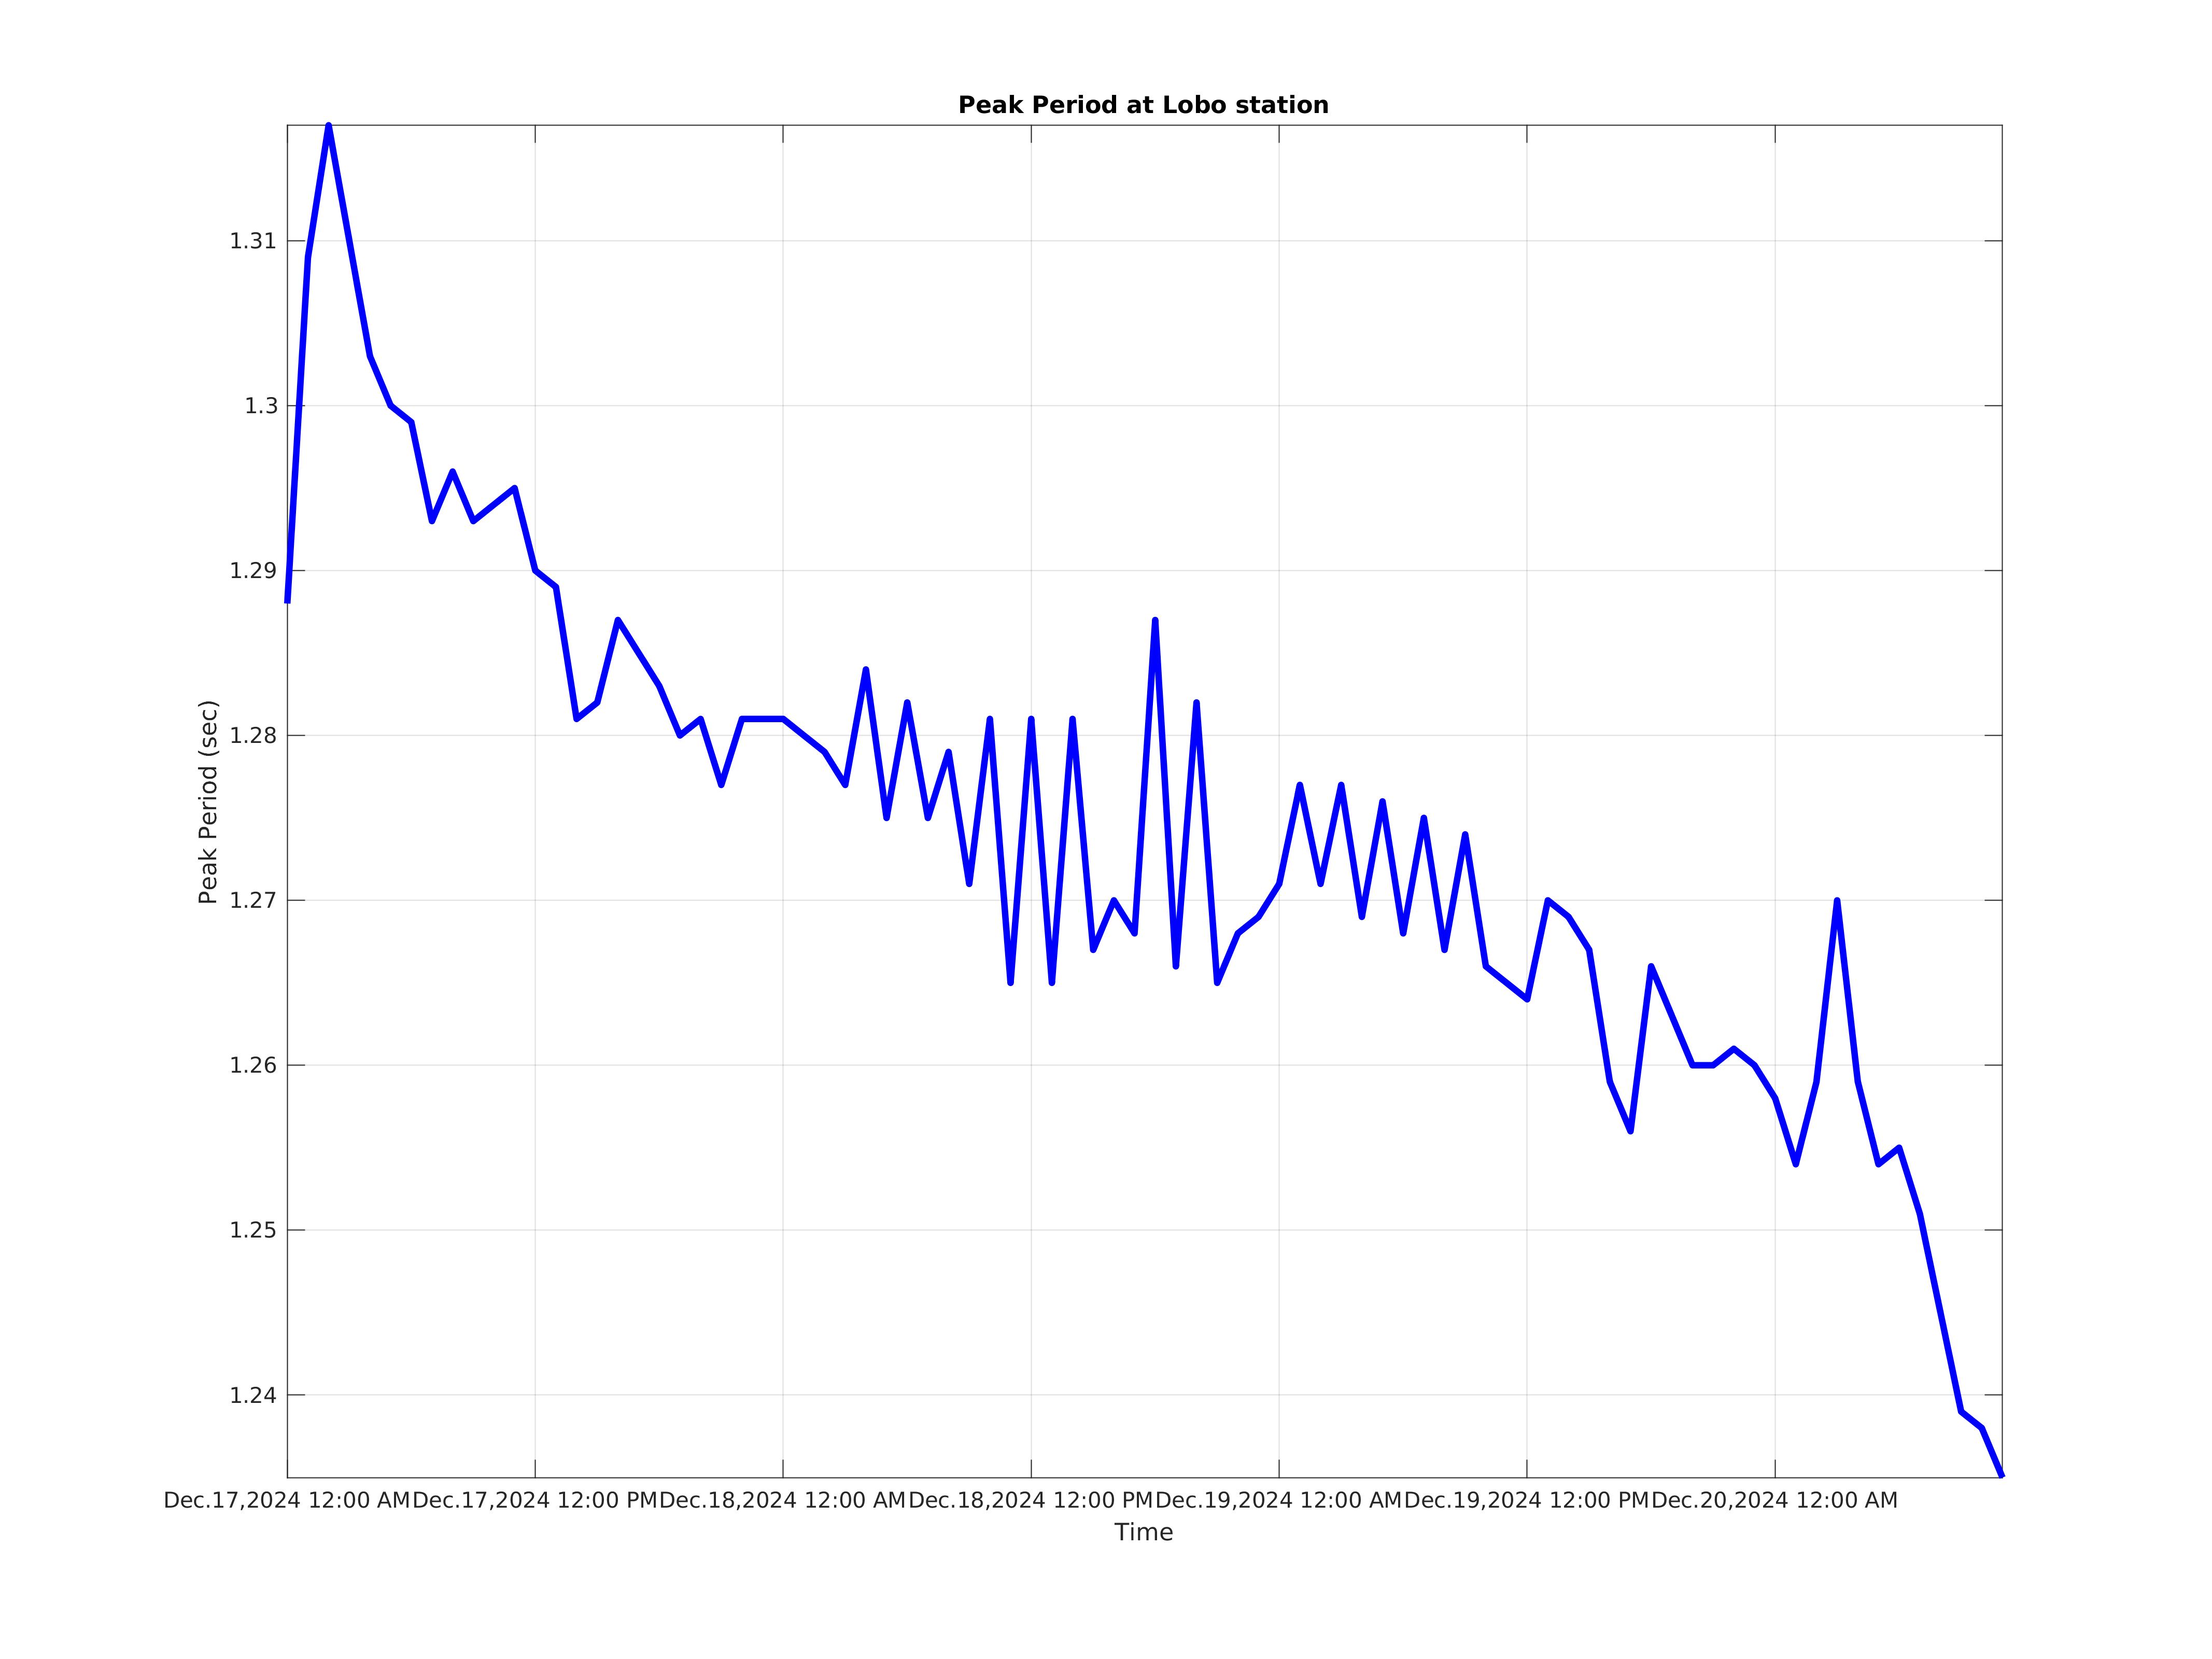 Peak Period at Lobo station
1.31
1.3
1.29
1.28
1.27
1.26
1.25
1.24
Peak Period (sec)
Dec.17,2024 12:00 AM Dec.17,2024 12:00 PM Dec.18,2024 12:00 AM Dec.18,2024 12:00 PM Dec.19,2024 12:00 AM Dec.19,2024 12:00 PM Dec.20,2024 12:00 AM
Time